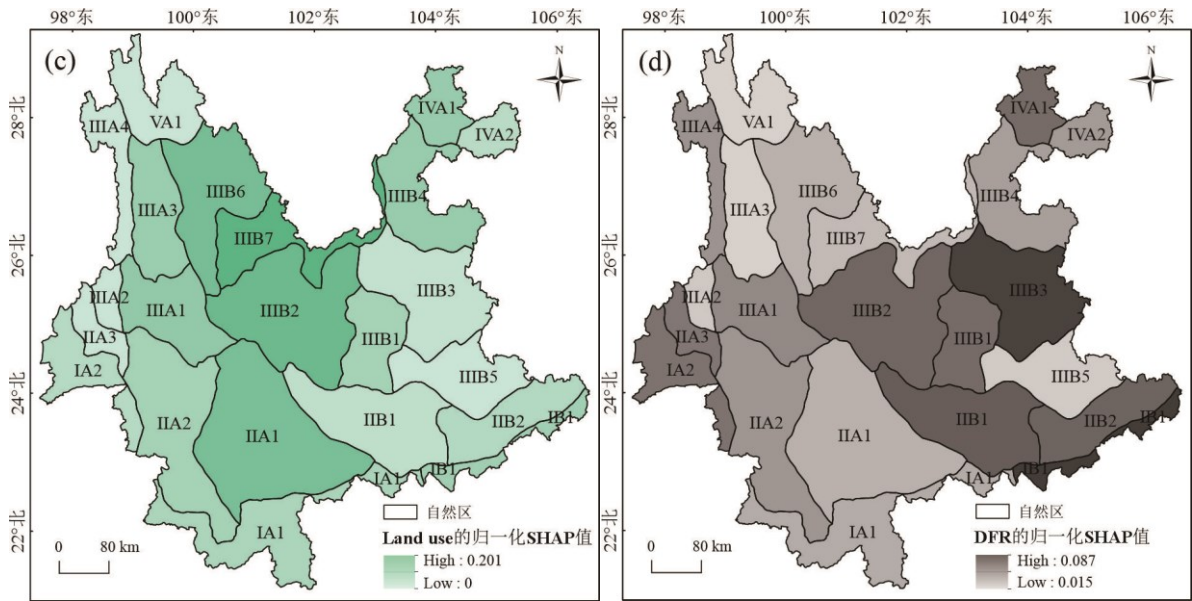 98°东 100°东 102°东 104°东 106°东
98°东 100°东 102°东 104°东 106°东
(c)
N
28°北
26°北
24°北
22°北
IVA1
IIIA4
VA1
IVA2
IIIB6
IIIA3
IIIB4
IIIB7
IIIA2
IIIB3
IIIA1
IIIB2
IIA3
IIIB1
IA2
IIIB5
IIA2
IIB1
IIB2
IB1
IIA1
IA1
IB1
IA1
自然区
Land use的归一化SHAP值
High : 0.201
Low : 0
0 80 km
(d)
N
28°北
26°北
24°北
22°北
IVA1
IIIA4
VA1
IVA2
IIIB6
IIIA3
IIIB4
IIIB7
IIIA2
IIIB3
IIIA1
IIIB2
IIA3
IIIB1
IA2
IIIB5
IIA2
IIB1
IIB2
IB1
IIA1
IA1
IB1
IA1
自然区
DFR的归一化SHAP值
High : 0.087
Low : 0.015
0 80 km